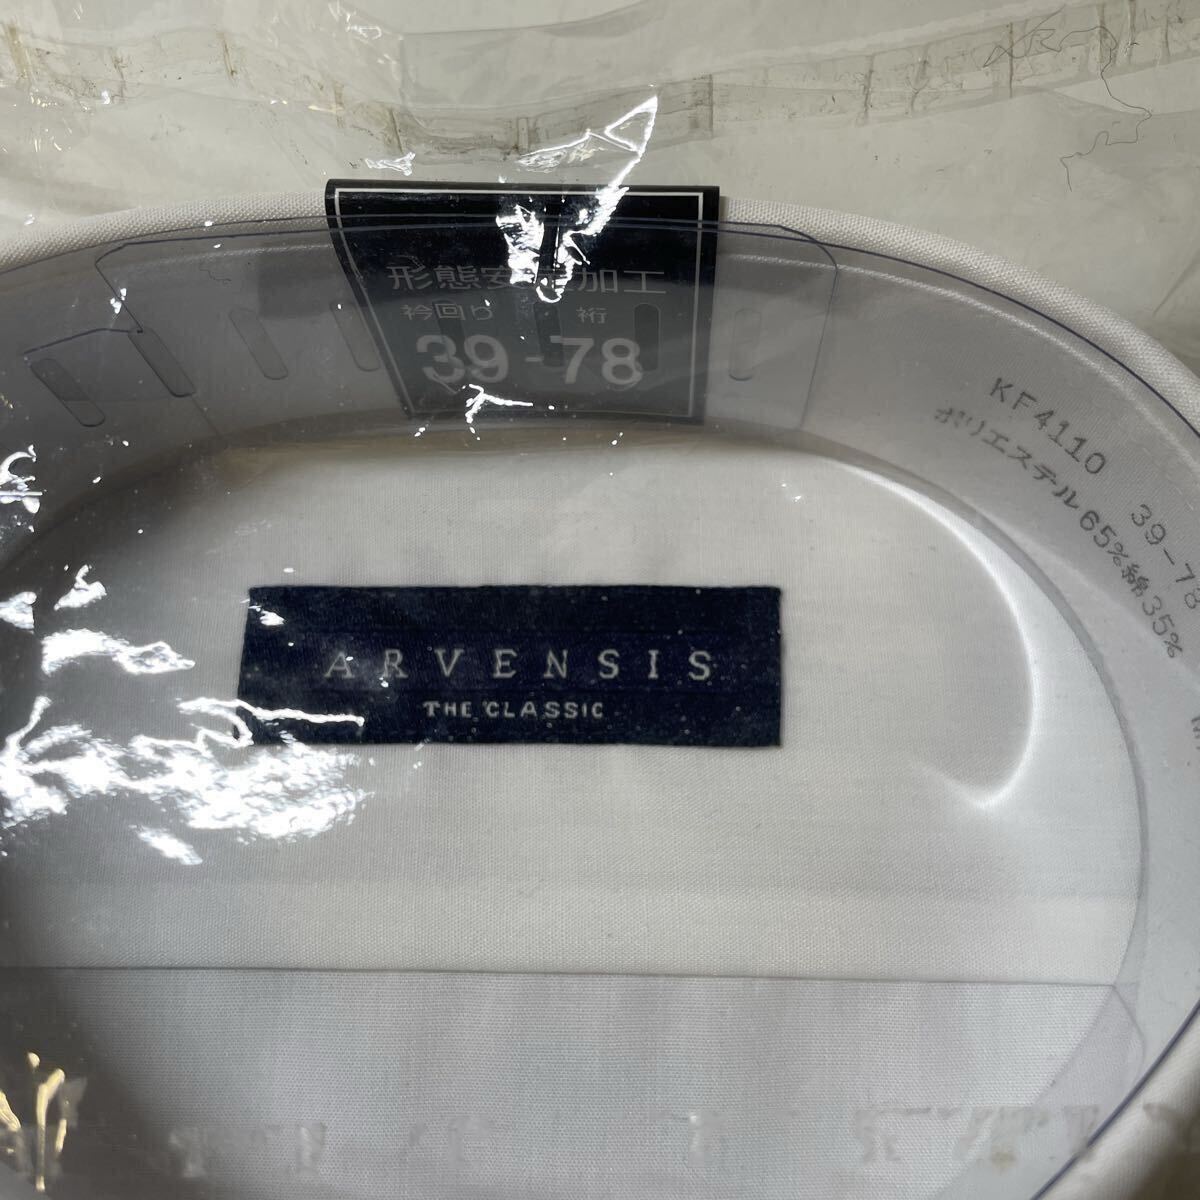 形態安定加工
衿回り 裄
39-78
KF4110 39-78
ポリエステル65%綿35%
ARVENSIS
THE CLASSIC